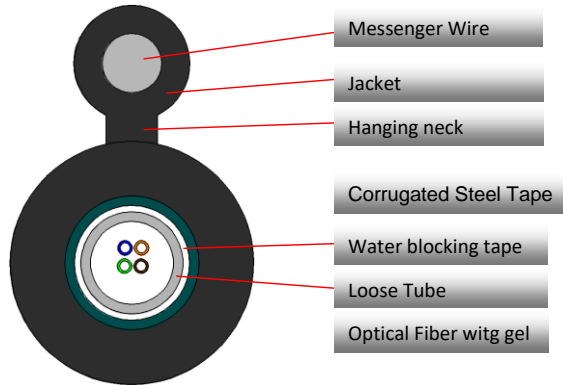 Messenger Wire
Jacket
Hanging neck
Corrugated Steel Tape
Water blocking tape
Loose Tube
Optical Fiber witg gel